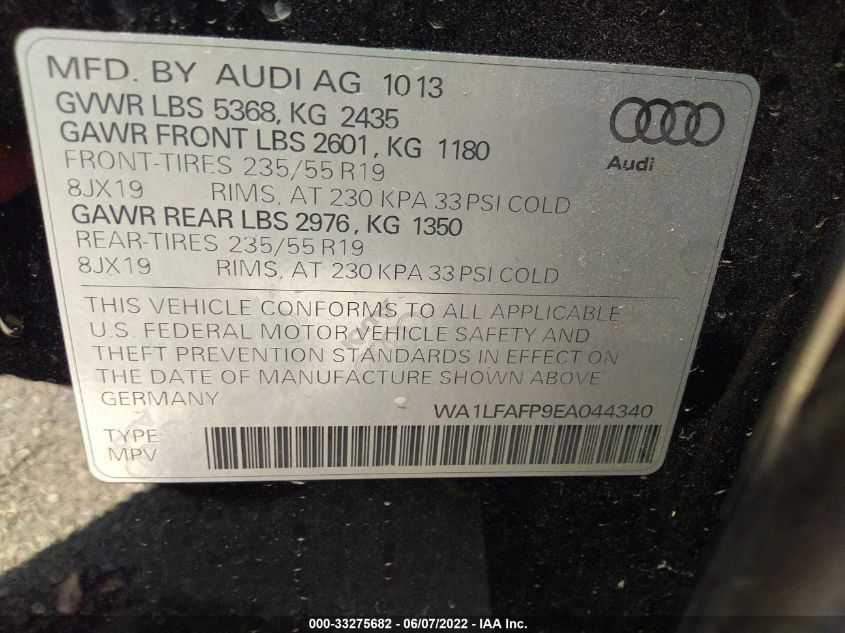 MFD. BY AUDI AG 10 13
GVWR LBS 5368, KG 2435
GAWR FRONT LBS 2601, KG 1180
FRONT-TIRES 235/55 R19
8JX19 RIMS, AT 230 KPA 33 PSI COLD
GAWR REAR LBS 2976, KG 1350
REAR-TIRES 235/55 R19
8JX19 RIMS, AT 230 KPA 33 PSI COLD
Audi
THIS VEHICLE CONFORMS TO ALL APPLICABLE
U.S. FEDERAL MOTOR VEHICLE SAFETY AND
THEFT PREVENTION STANDARDS IN EFFECT ON
THE DATE OF MANUFACTURE SHOWN ABOVE.
GERMANY
WA1LFAFP9EA044340
TYPE:
MPV
000-33275682 - 06/07/2022 - IAA Inc.